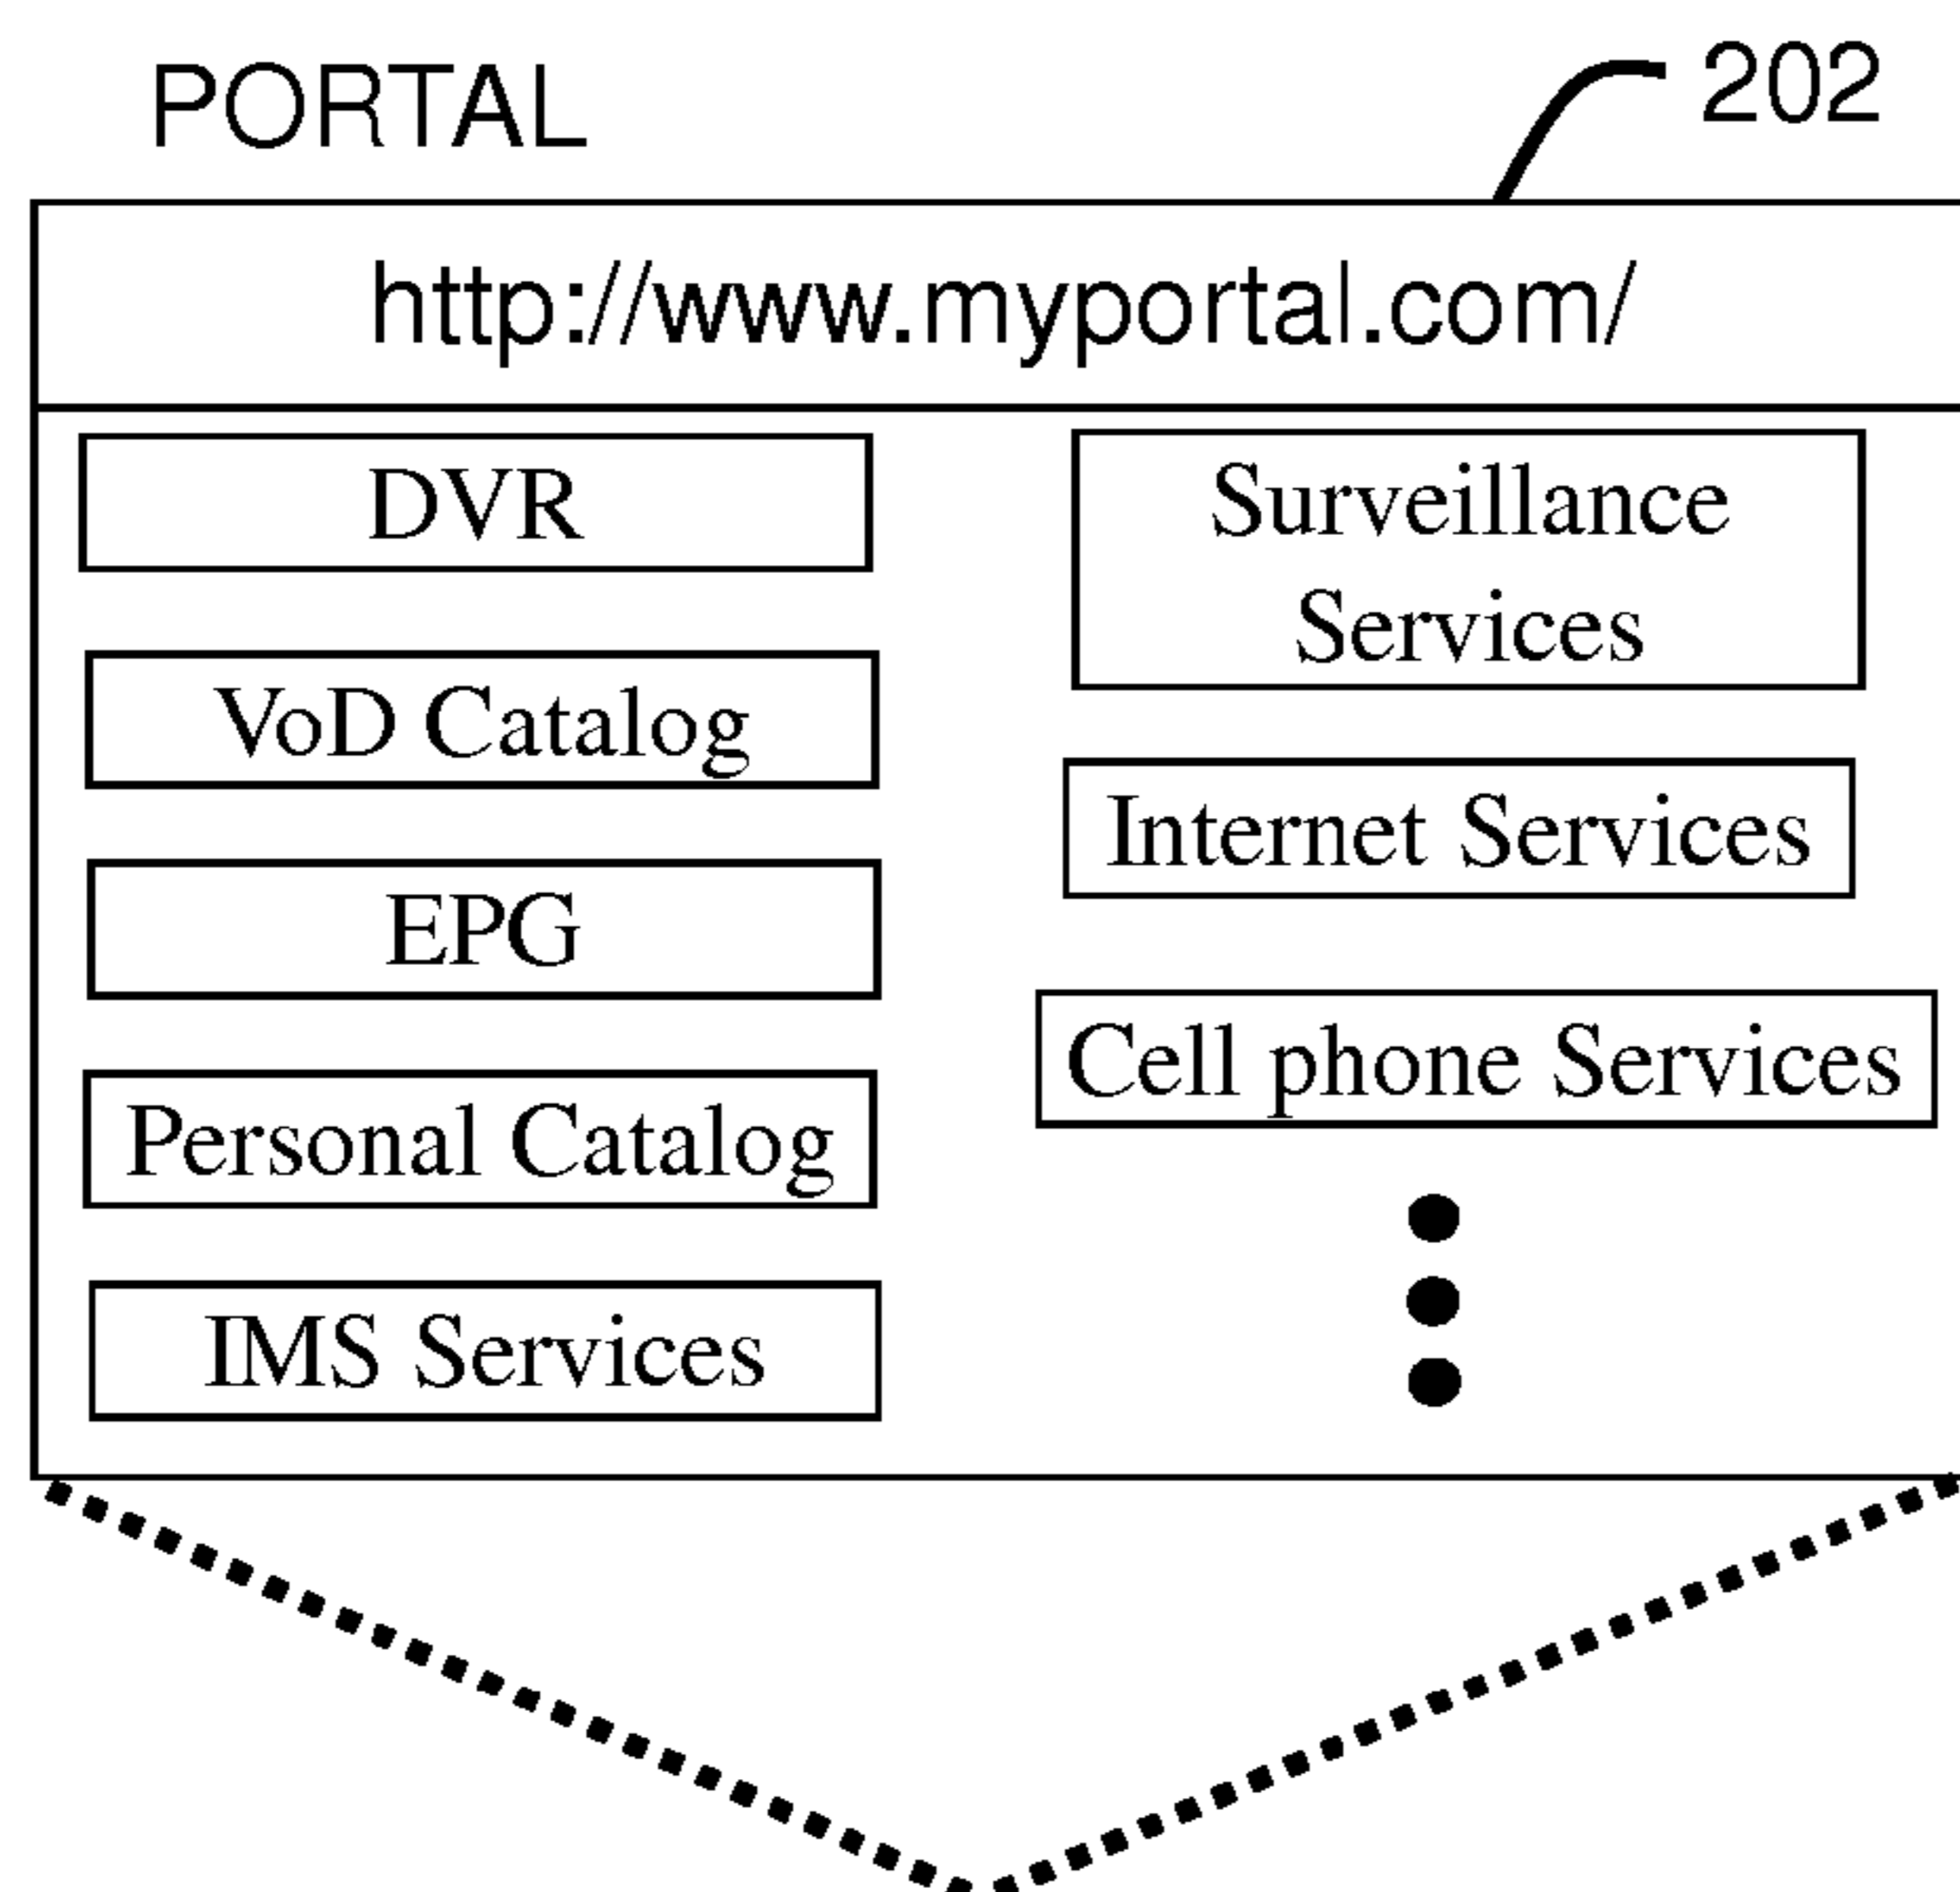 PORTAL
202
http://www.myportal.com/
DVR
VoD Catalog
EPG
Personal Catalog
IMS Services
Surveillance
Services
Internet Services
Cell phone Services